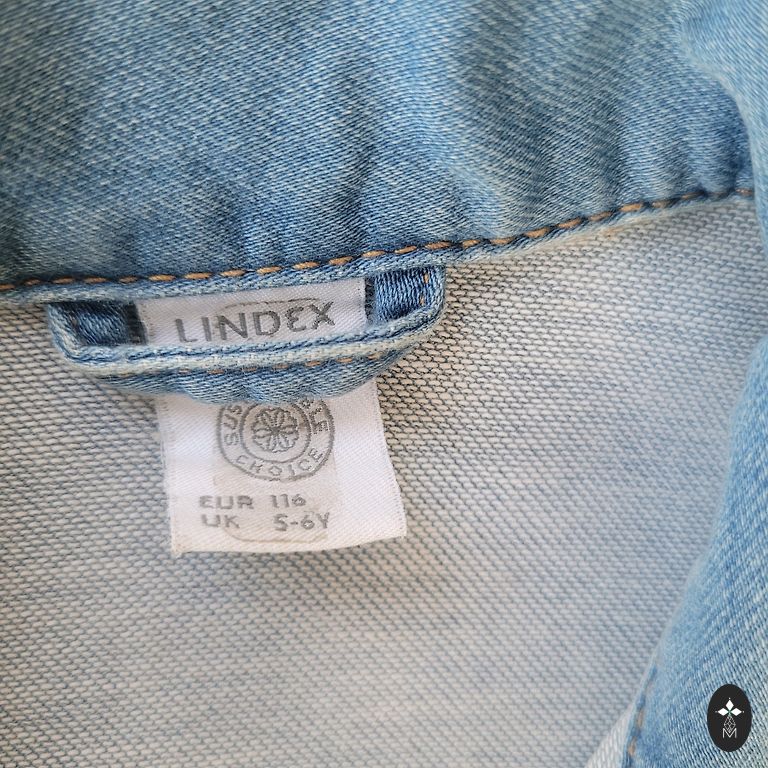 LINDEX
CHOICE
EUR 116
UK 5-6Y
M